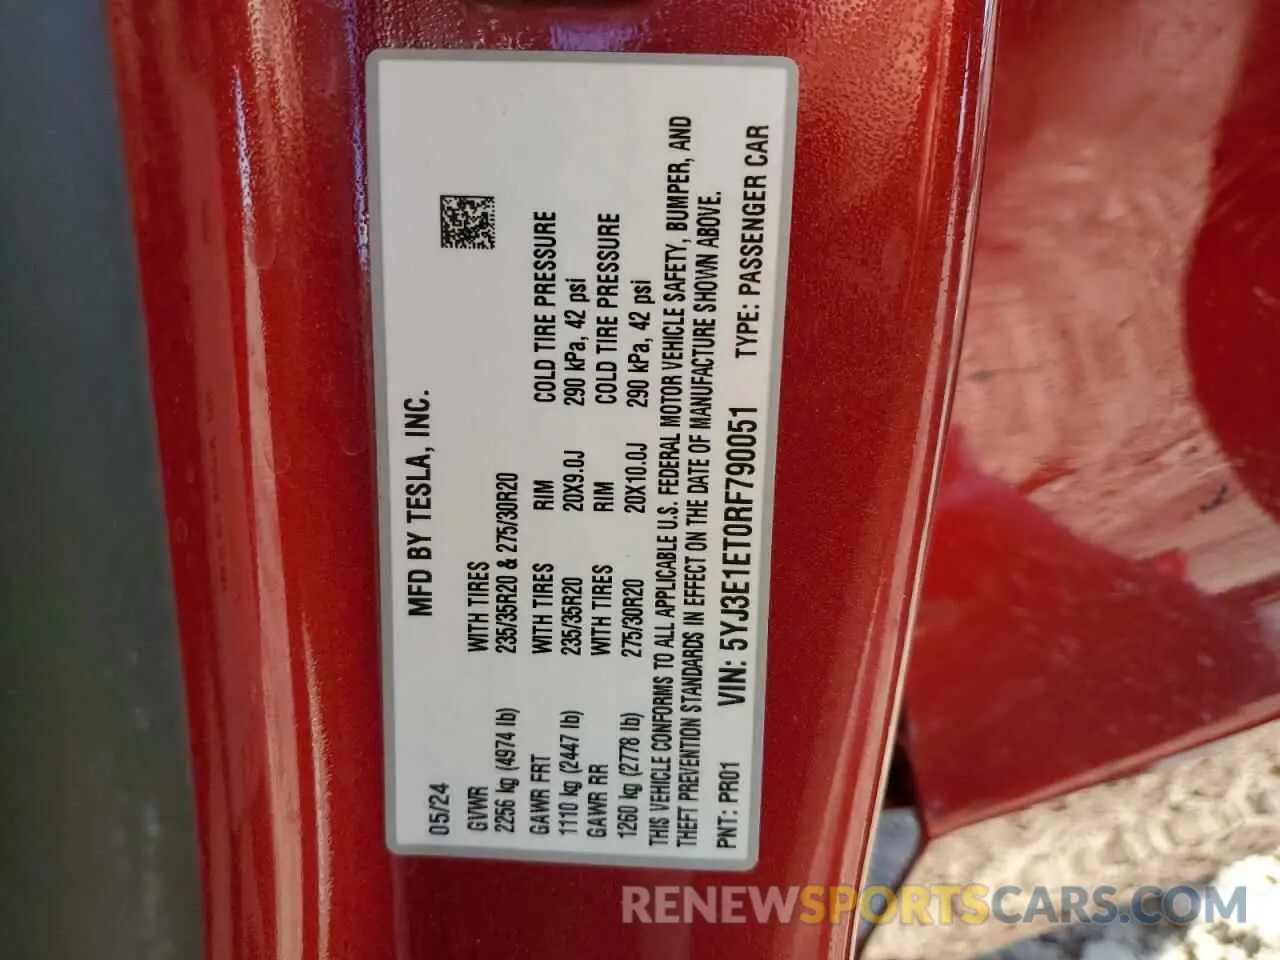 MFD BY TESLA, INC.
05/24
GVWR WITH TIRES
2256 kg (4974 lb) 235/35R20 & 275/30R20
GAWR FRT WITH TIRES RIM COLD TIRE PRESSURE
1110 kg (2447 lb) 235/35R20 20X9.0J 290 kPa, 42 psi
GAWR RR WITH TIRES RIM COLD TIRE PRESSURE
1260 kg (2778 lb) 275/30R20 20X10.0J 290 kPa, 42 psi
THIS VEHICLE CONFORMS TO ALL APPLICABLE U.S. FEDERAL MOTOR VEHICLE SAFETY, BUMPER, AND
THEFT PREVENTION STANDARDS IN EFFECT ON THE DATE OF MANUFACTURE SHOWN ABOVE.
PNT: PR01 VIN: 5YJ3E1ET0RF790051 TYPE: PASSENGER CAR
RENEWSPORTSCARS.COM